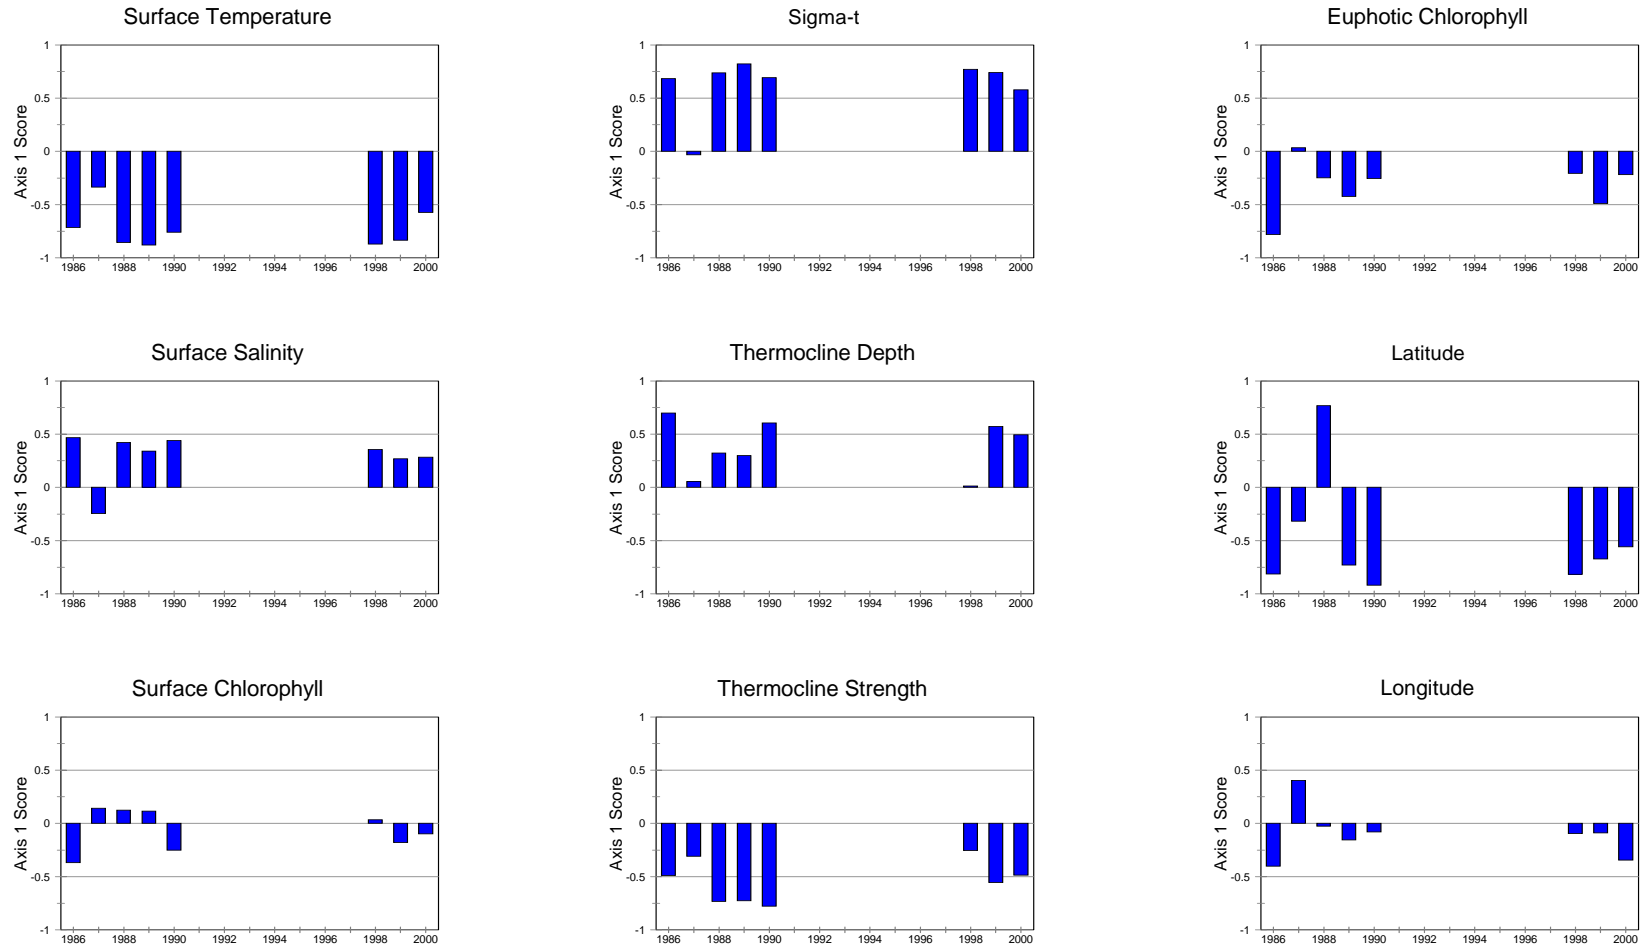 Surface Temperature
1
0.5
0
-0.5
-1
Axis 1 Score
1986 1988 1990 1992 1994 1996 1998 2000
Sigma-t
1
0.5
0
-0.5
-1
Axis 1 Score
1986 1988 1990 1992 1994 1996 1998 2000
Euphotic Chlorophyll
1
0.5
0
-0.5
-1
Axis 1 Score
1986 1988 1990 1992 1994 1996 1998 2000
Surface Salinity
1
0.5
0
-0.5
-1
Axis 1 Score
1986 1988 1990 1992 1994 1996 1998 2000
Thermocline Depth
1
0.5
0
-0.5
-1
Axis 1 Score
1986 1988 1990 1992 1994 1996 1998 2000
Latitude
1
0.5
0
-0.5
-1
Axis 1 Score
1986 1988 1990 1992 1994 1996 1998 2000
Surface Chlorophyll
1
0.5
0
-0.5
-1
Axis 1 Score
1986 1988 1990 1992 1994 1996 1998 2000
Thermocline Strength
1
0.5
0
-0.5
-1
Axis 1 Score
1986 1988 1990 1992 1994 1996 1998 2000
Longitude
1
0.5
0
-0.5
-1
Axis 1 Score
1986 1988 1990 1992 1994 1996 1998 2000